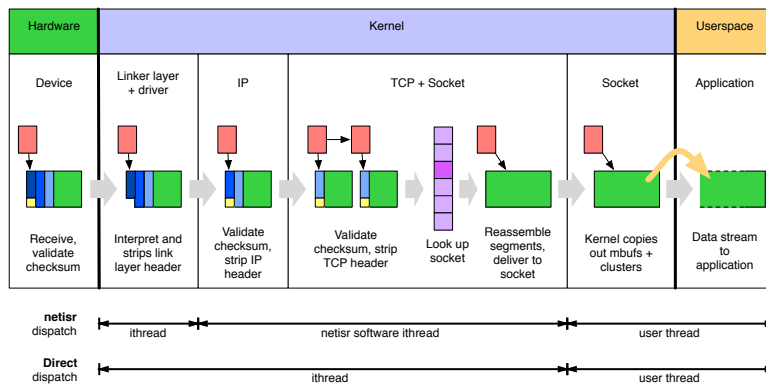 Hardware
Kernel
Userspace
Device
Linker layer
+ driver
IP
TCP + Socket
Socket
Application
Receive,
validate
checksum
Interpret and
strips link
layer header
Validate
checksum,
strip IP
header
Validate
checksum, strip
TCP header
Look up
socket
Reassemble
segments,
deliver to
socket
Kernel copies
out mbufs +
clusters
Data stream
to
application
netisr
dispatch
ithread
netisr software ithread
user thread
Direct
dispatch
ithread
user thread